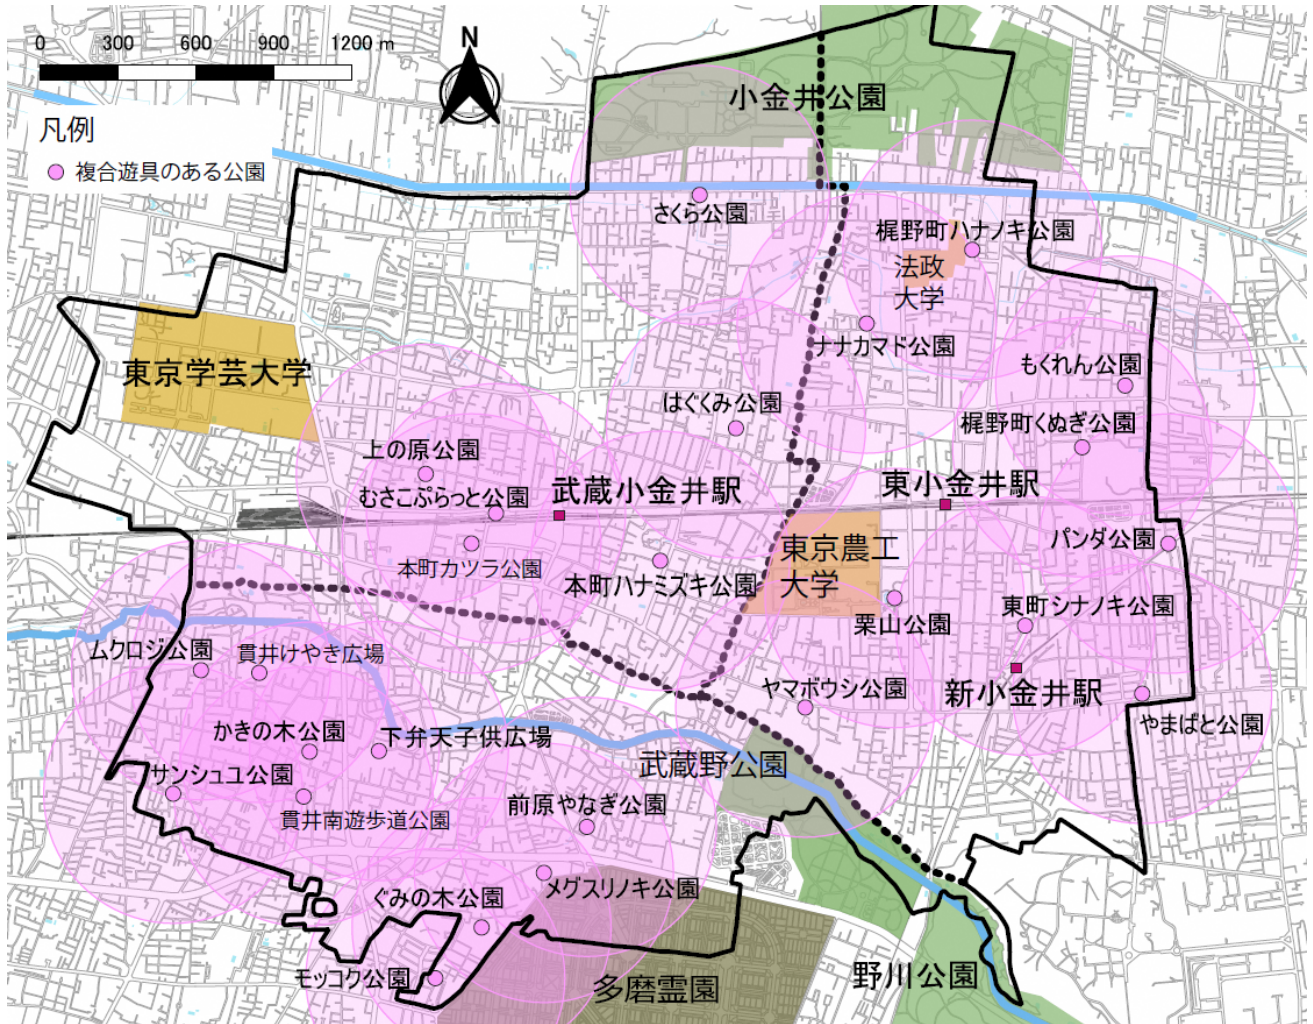 0 300 600 900 1200 m
N
凡例
複合遊具のある公園
小金井公園
さくら公園
梶野町ハナノキ公園
法政
大学
ナナカマド公園
もくれん公園
東京学芸大学
はぐくみ公園
梶野町くぬぎ公園
上の原公園
むさこぷらっと公園
武蔵小金井駅
東小金井駅
本町カツラ公園
本町ハナミズキ公園
東京農工
大学
パンダ公園
栗山公園
東町シナノキ公園
ムクロジ公園
貫井けやき広場
ヤマボウシ公園
新小金井駅
やまばと公園
かきの木公園
下弁天子供広場
サンシュユ公園
武蔵野公園
貫井南遊歩道公園
前原やなぎ公園
ぐみの木公園
メグスリノキ公園
モッコク公園
多磨霊園
野川公園